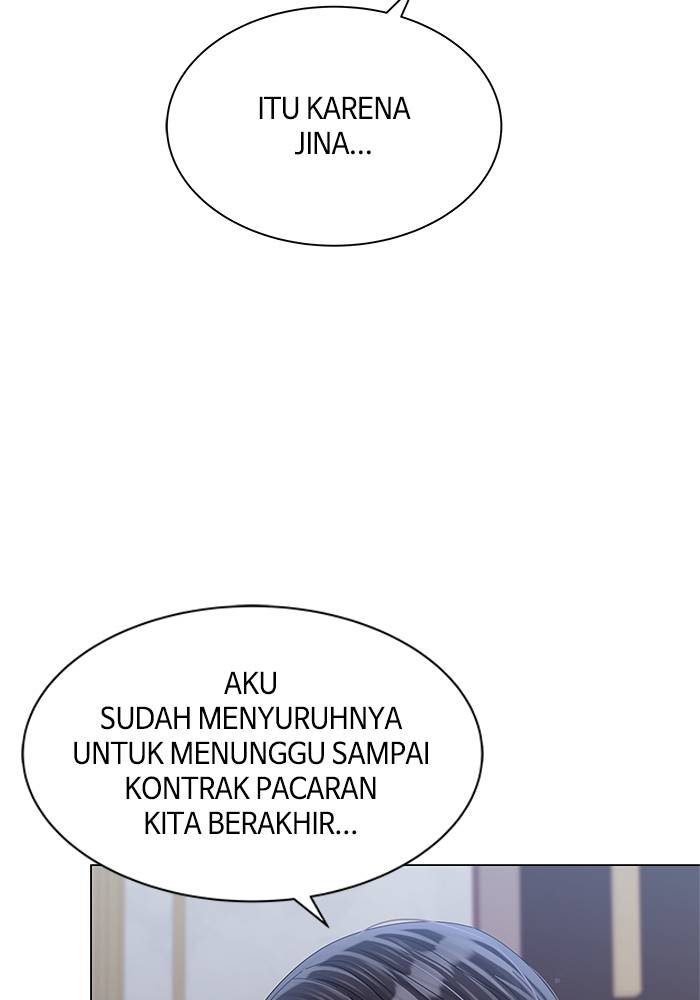 ITU KARENA
JINA...
AKU
SUDAH MENYURUHNYA
UNTUK MENUNGGU SAMPAI
KONTRAK PACARAN
KITA BERAKHIR...